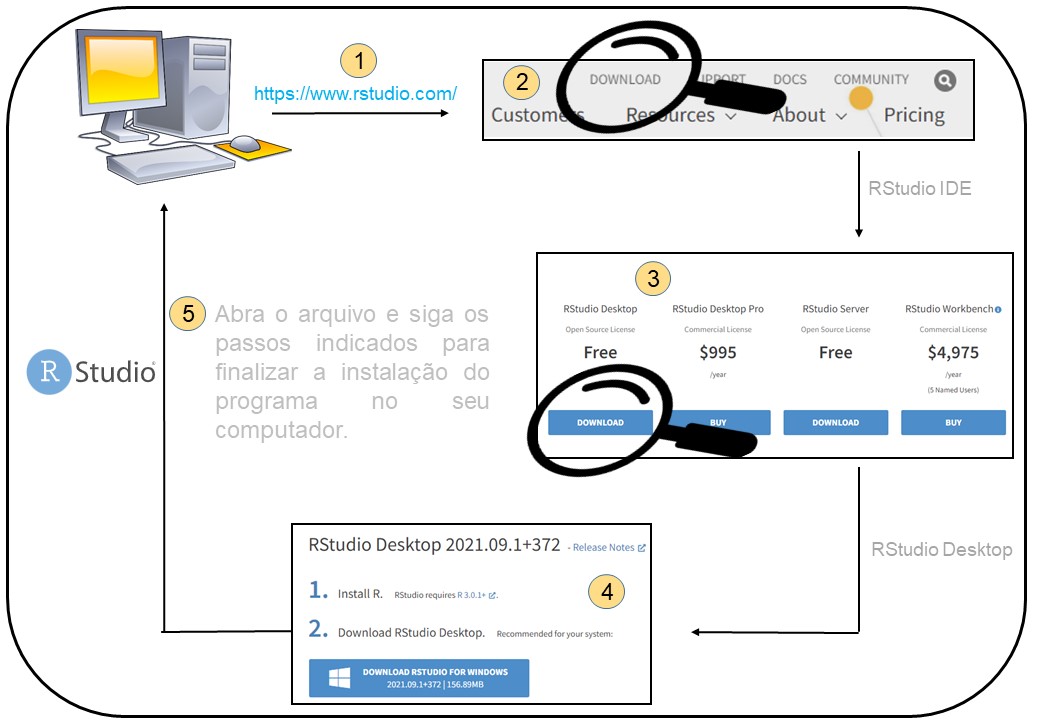 1
https://www.rstudio.com/
2
DOWNLOAD SUPPORT DOCS COMMUNITY
Customers Resources About Pricing
RStudio IDE
3
RStudio Desktop RStudio Desktop Pro RStudio Server RStudio Workbench
Open Source License Commercial License Open Source License Commercial License
Free $995 Free $4,975
/year /year
(5 Named Users)
DOWNLOAD BUY DOWNLOAD BUY
RStudio Desktop
RStudio Desktop 2021.09.1+372 - Release Notes
4
1. Install R. RStudio requires R 3.0.1+.
2. Download RStudio Desktop. Recommended for your system:
DOWNLOAD RSTUDIO FOR WINDOWS
2021.09.1+372 | 156.89MB
5
Abra o arquivo e siga os
passos indicados para
finalizar a instalação do
programa no seu
computador.
R Studio